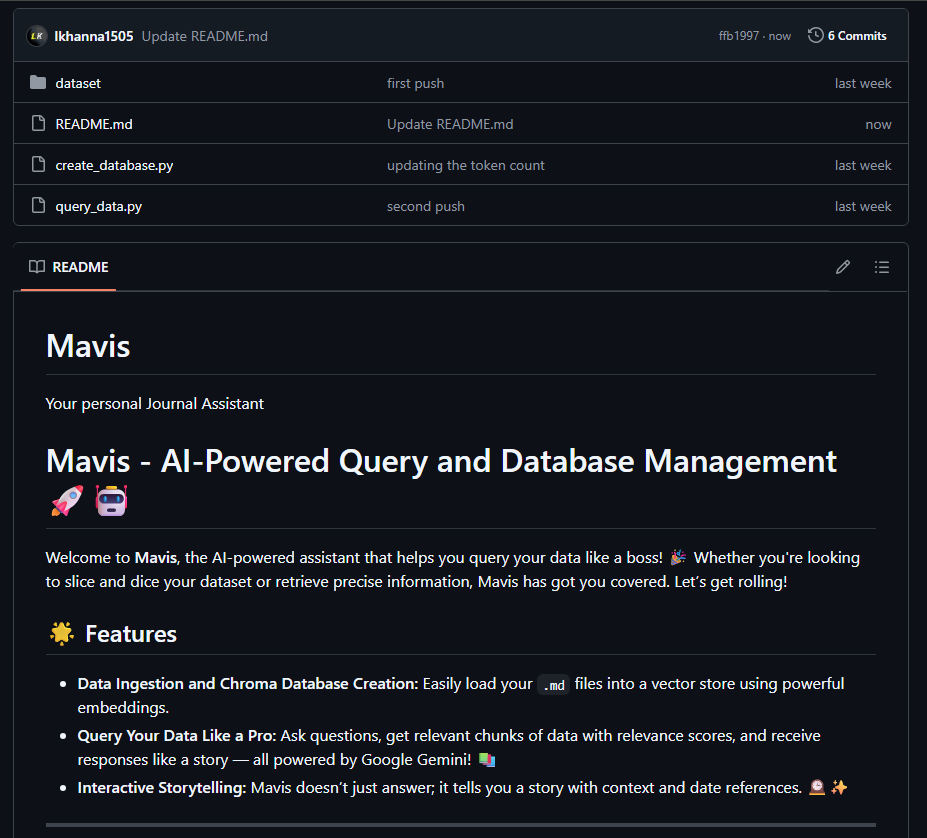 LK lkhanna1505 Update README.md ffb1997 · now 6 Commits
dataset first push last week
README.md Update README.md now
create_database.py updating the token count last week
query_data.py second push last week
README
Mavis
Your personal Journal Assistant
Mavis - AI-Powered Query and Database Management
🚀 🤖
Welcome to Mavis, the AI-powered assistant that helps you query your data like a boss! 🎉 Whether you're looking
to slice and dice your dataset or retrieve precise information, Mavis has got you covered. Let’s get rolling!
🌟 Features
• Data Ingestion and Chroma Database Creation: Easily load your .md files into a vector store using powerful
embeddings.
• Query Your Data Like a Pro: Ask questions, get relevant chunks of data with relevance scores, and receive
responses like a story — all powered by Google Gemini! 📚
• Interactive Storytelling: Mavis doesn’t just answer; it tells you a story with context and date references. 🕰️ ✨